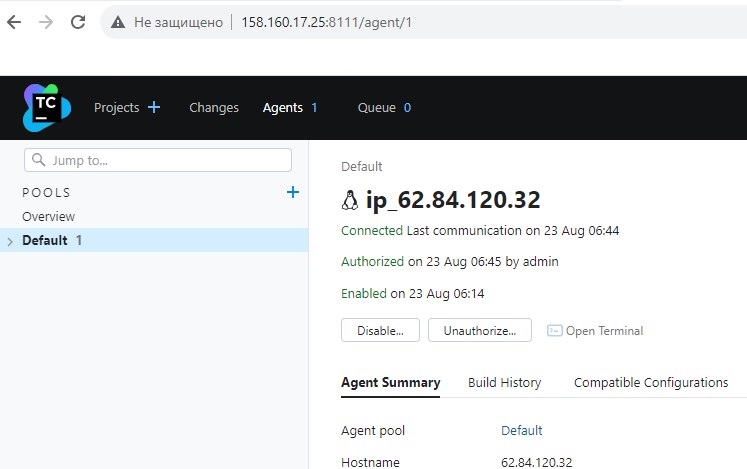 Не защищено 158.160.17.25:8111/agent/1
TC Projects Changes Agents 1 Queue 0
Jump to...
POOLS
Overview
Default 1
Default
ip_62.84.120.32
Connected Last communication on 23 Aug 06:44
Authorized on 23 Aug 06:45 by admin
Enabled on 23 Aug 06:14
Disable... Unauthorize... Open Terminal
Agent Summary Build History Compatible Configurations
Agent pool Default
Hostname 62.84.120.32